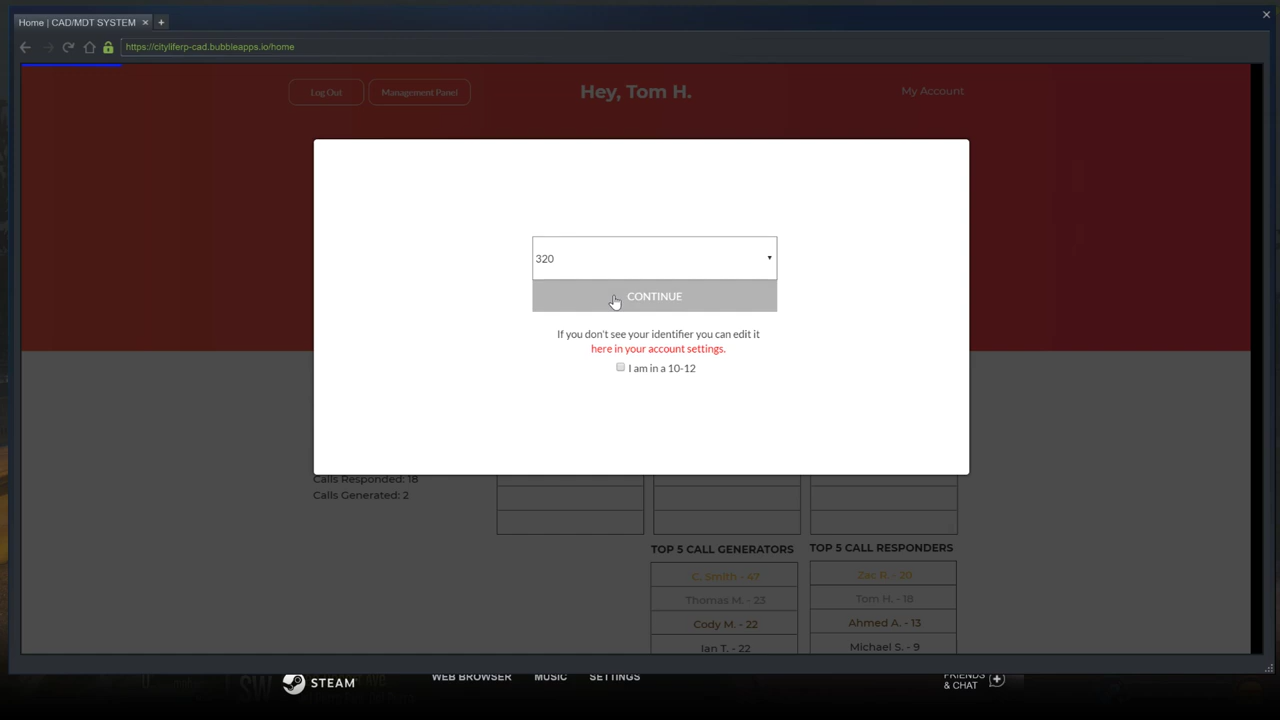 Home | CAD/MDT SYSTEM
https://cityliferp-cad.bubbleapps.io/home
Log Out
Management Panel
Hey, Tom H.
My Account
320
CONTINUE
If you don't see your identifier you can edit it
here in your account settings.
I am in a 10-12
Calls Responded: 18
Calls Generated: 2
TOP 5 CALL GENERATORS
C. Smith - 47
Thomas M. - 23
Cody M. - 22
Ian T. - 22
TOP 5 CALL RESPONDERS
Zac R. - 20
Tom H. - 18
Ahmed A. - 13
Michael S. - 9
STEAM
WEB BROWSER
MUSIC
SETTINGS
FRIENDS
& CHAT